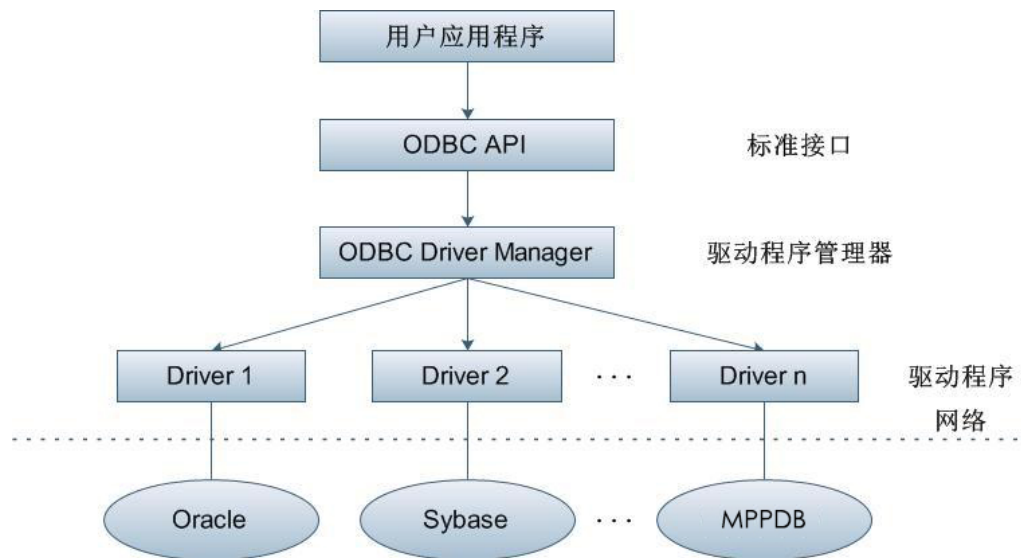 用户应用程序
ODBC API
标准接口
ODBC Driver Manager
驱动程序管理器
Driver 1
Driver 2
· · ·
Driver n
驱动程序
网络
Oracle
Sybase
· · ·
MPPDB